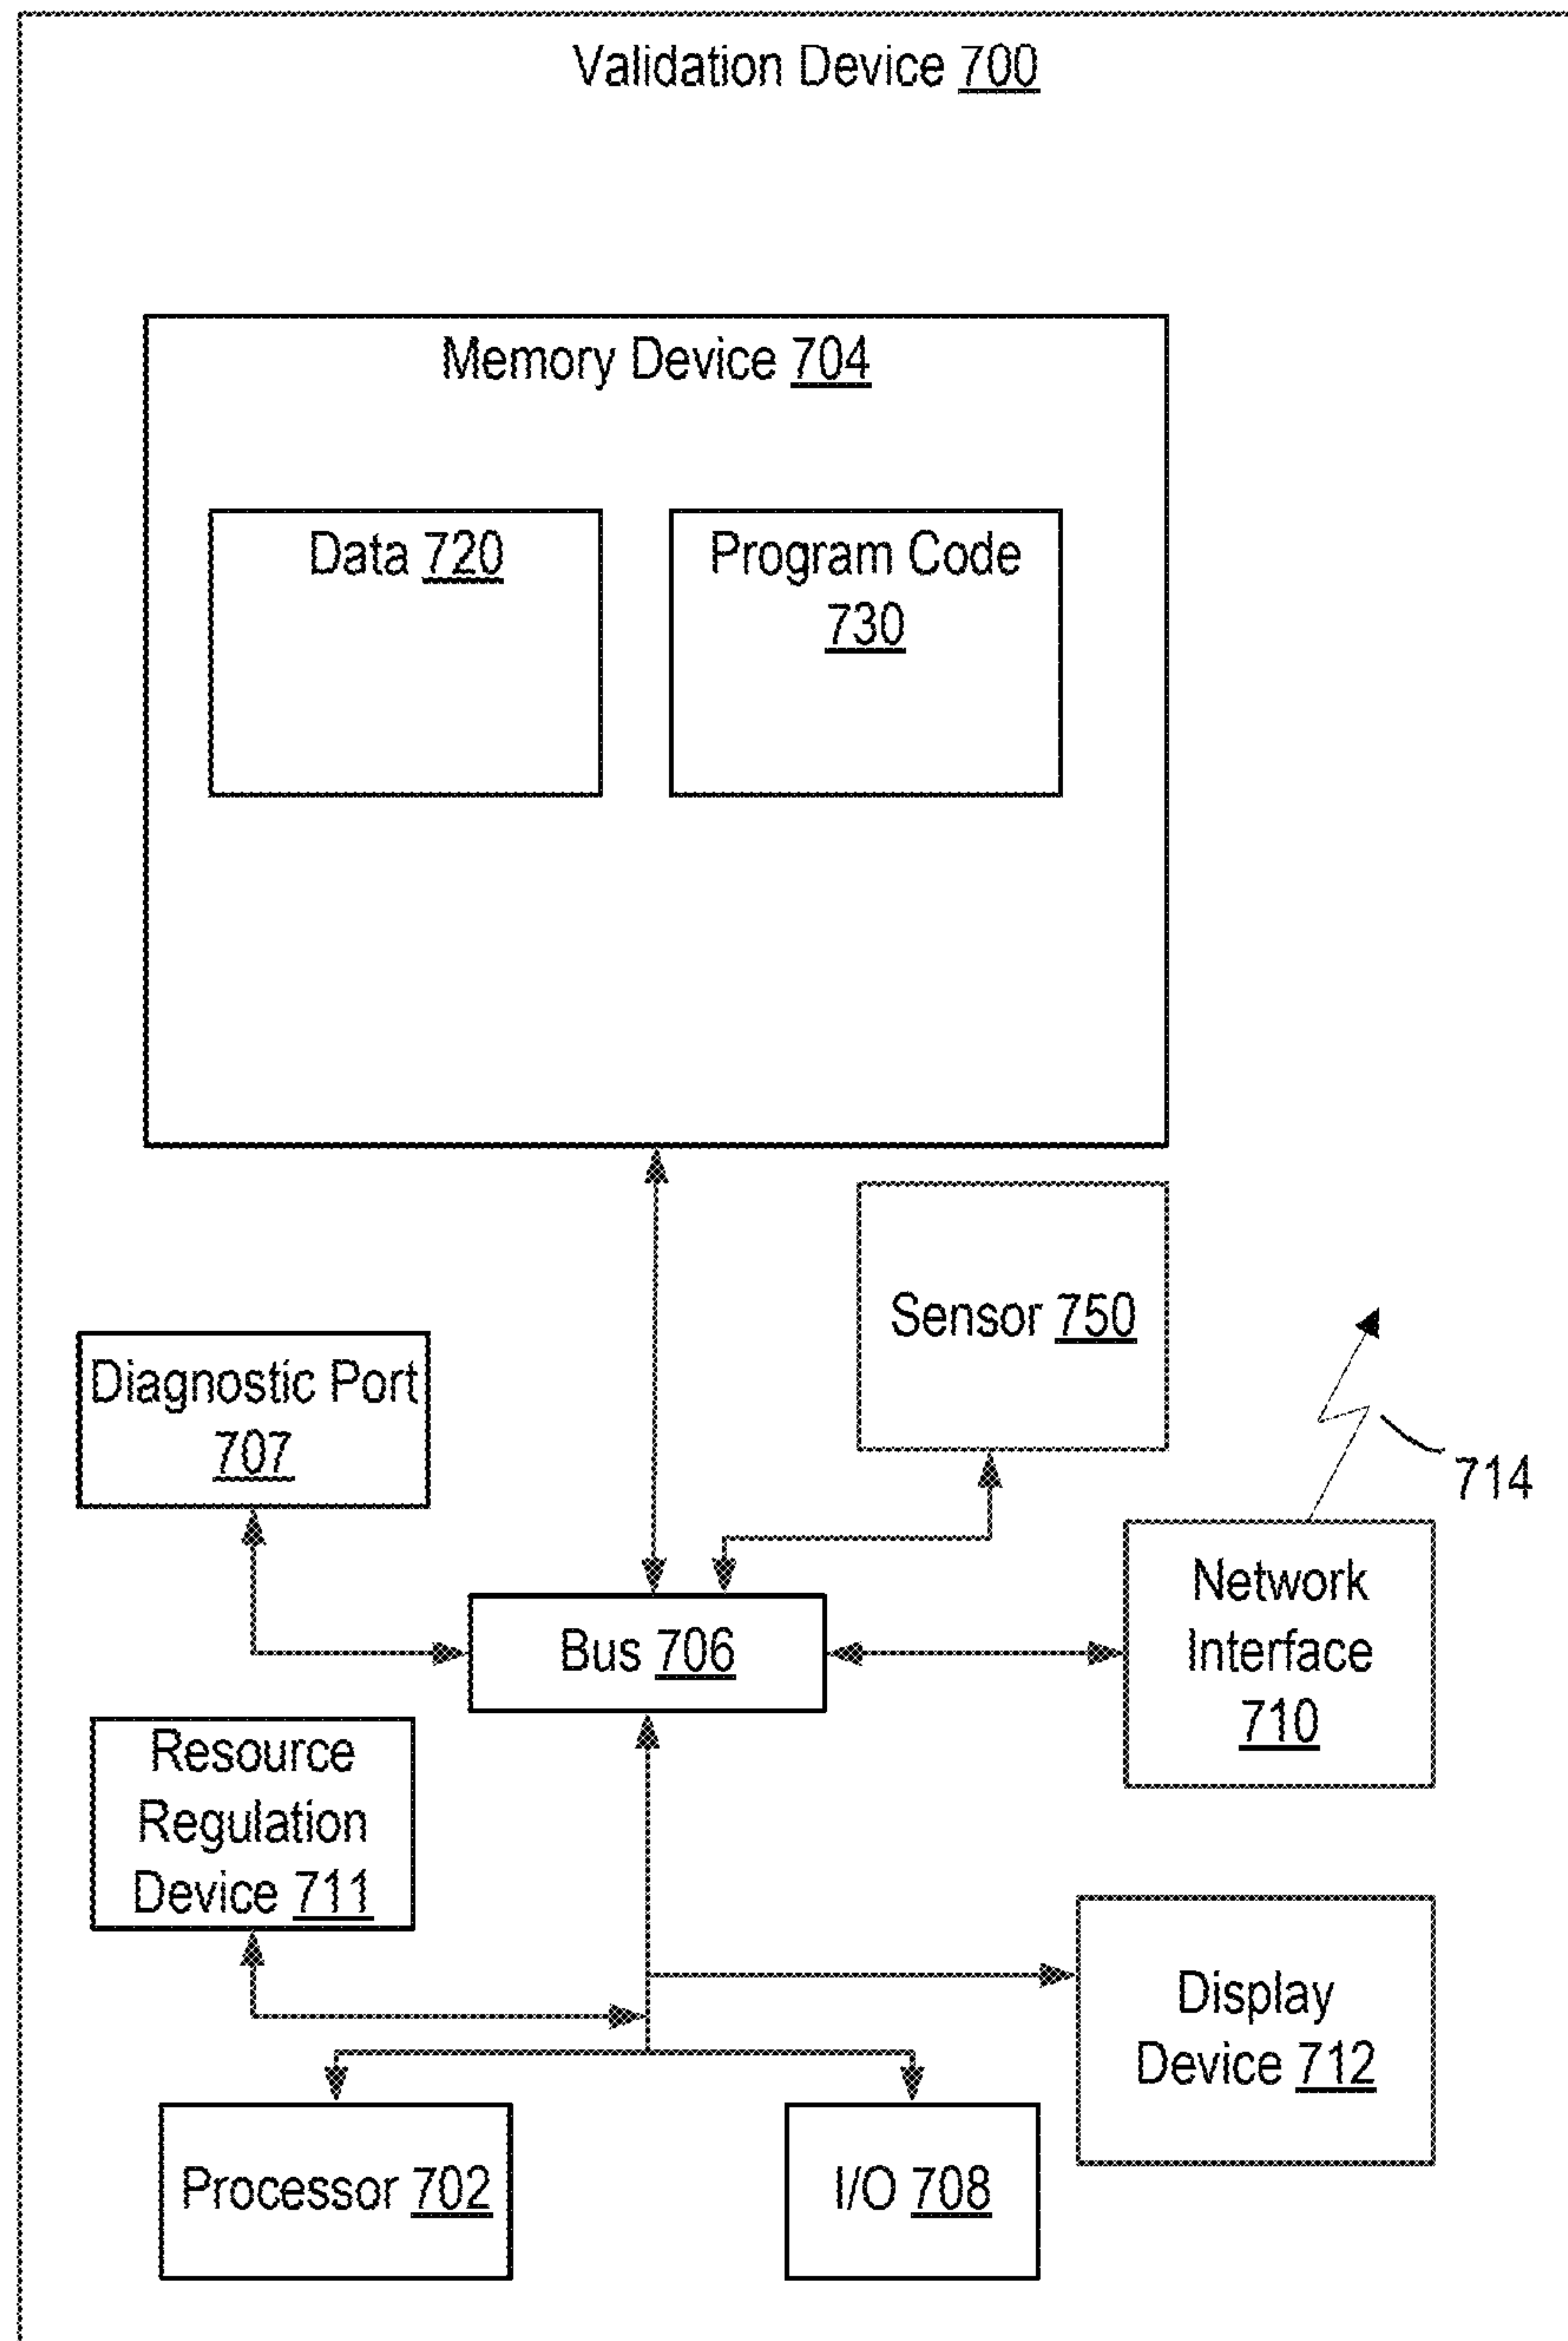 Validation Device 700
Memory Device 704
Data 720
Program Code
730
Sensor 750
Diagnostic Port
707
714
Network
Interface
710
Bus 706
Resource
Regulation
Device 711
Display
Device 712
Processor 702
I/O 708